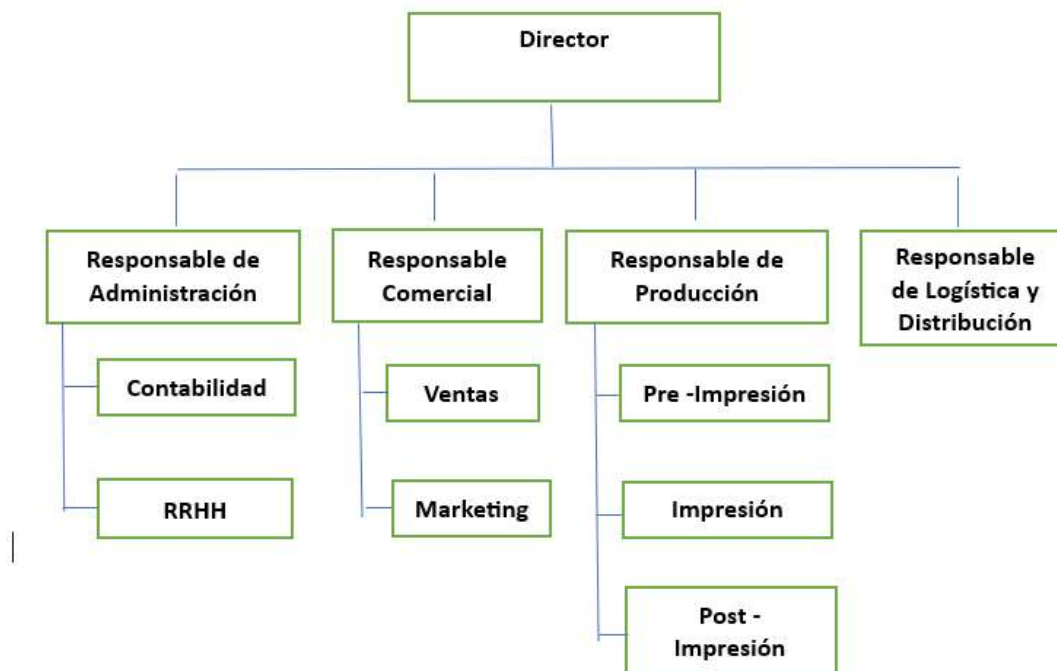 Director
Responsable de
Administración
Responsable
Comercial
Responsable de
Producción
Responsable
de Logística y
Distribución
Contabilidad
Ventas
Pre -Impresión
RRHH
Marketing
Impresión
Post -
Impresión